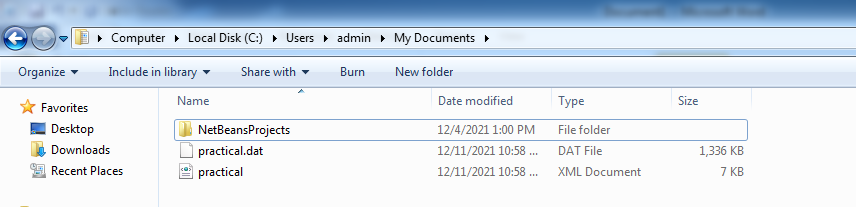 Document - Microsoft Word
Computer Local Disk (C:) Users admin My Documents
Organize Include in library Share with Burn New folder
Favorites
Desktop
Downloads
Recent Places
Name Date modified Type Size
NetBeansProjects 12/4/2021 1:00 PM File folder
practical.dat 12/11/2021 10:58 ... DAT File 1,336 KB
practical 12/11/2021 10:58 ... XML Document 7 KB